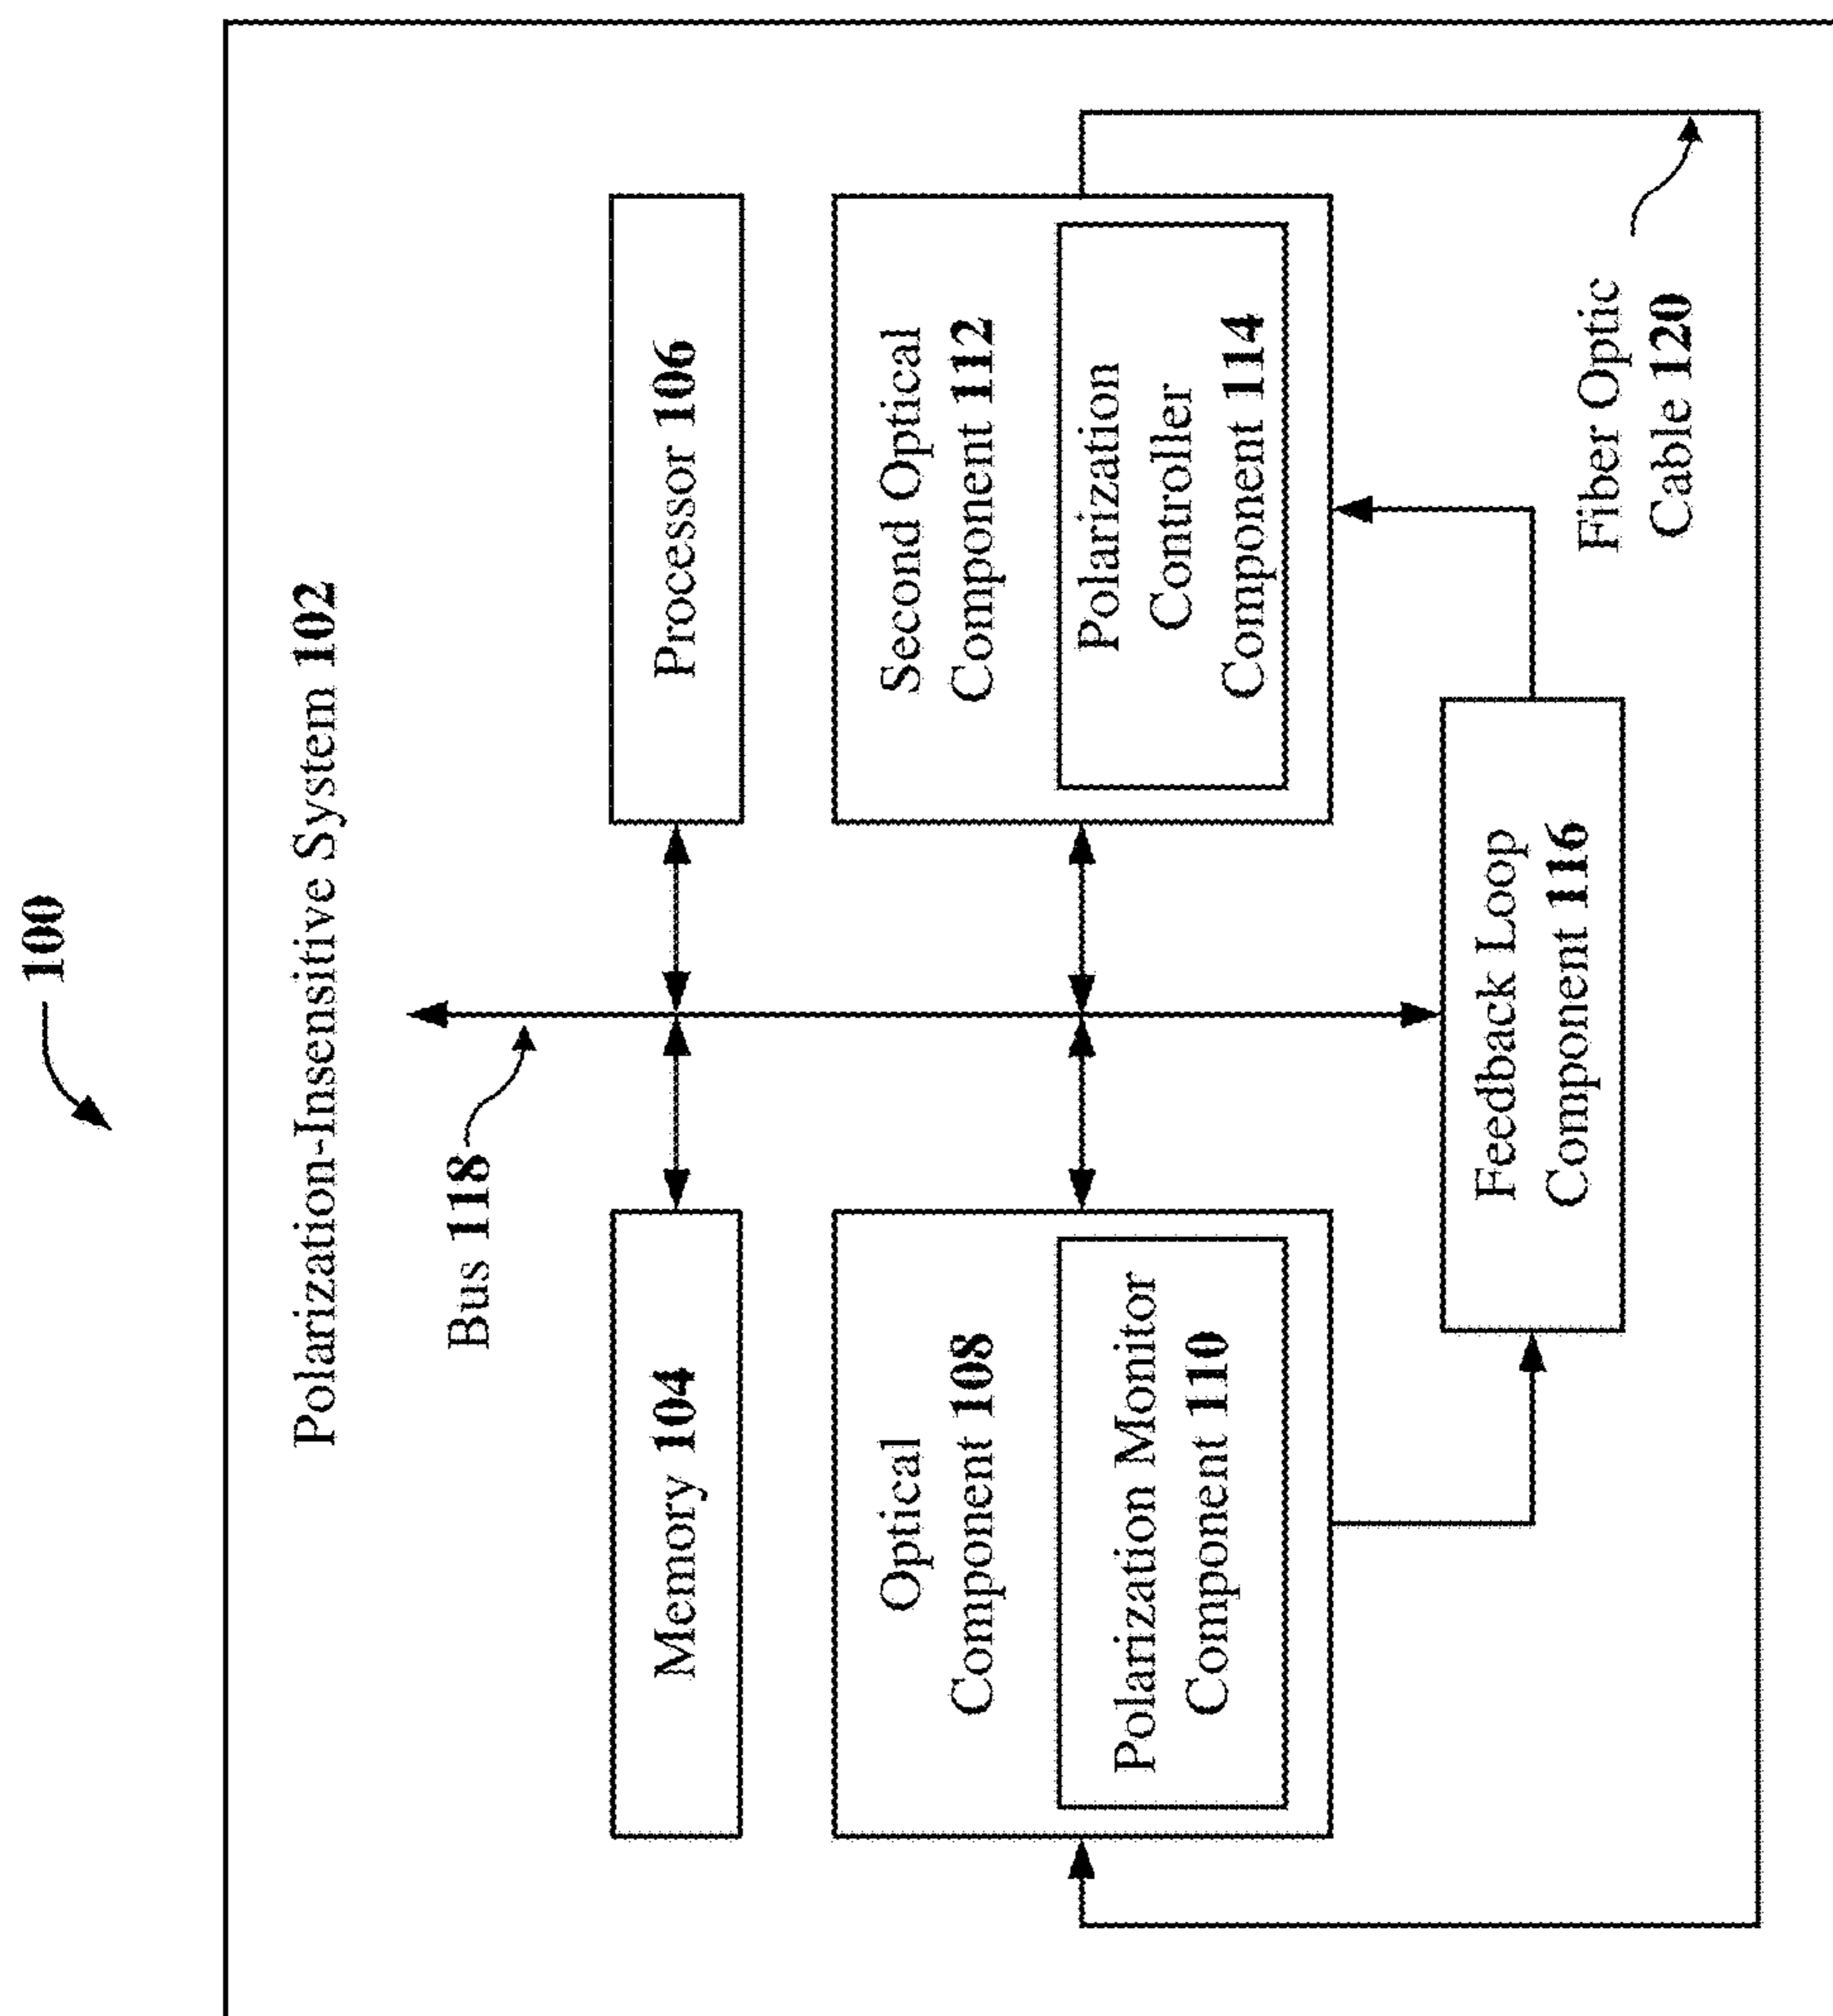 100
Polarization-Insensitive System 102
Bus 118
Memory 104
Processor 106
Optical
Component 108
Polarization Monitor
Component 110
Second Optical
Component 112
Polarization
Controller
Component 114
Feedback Loop
Component 116
Fiber Optic
Cable 120